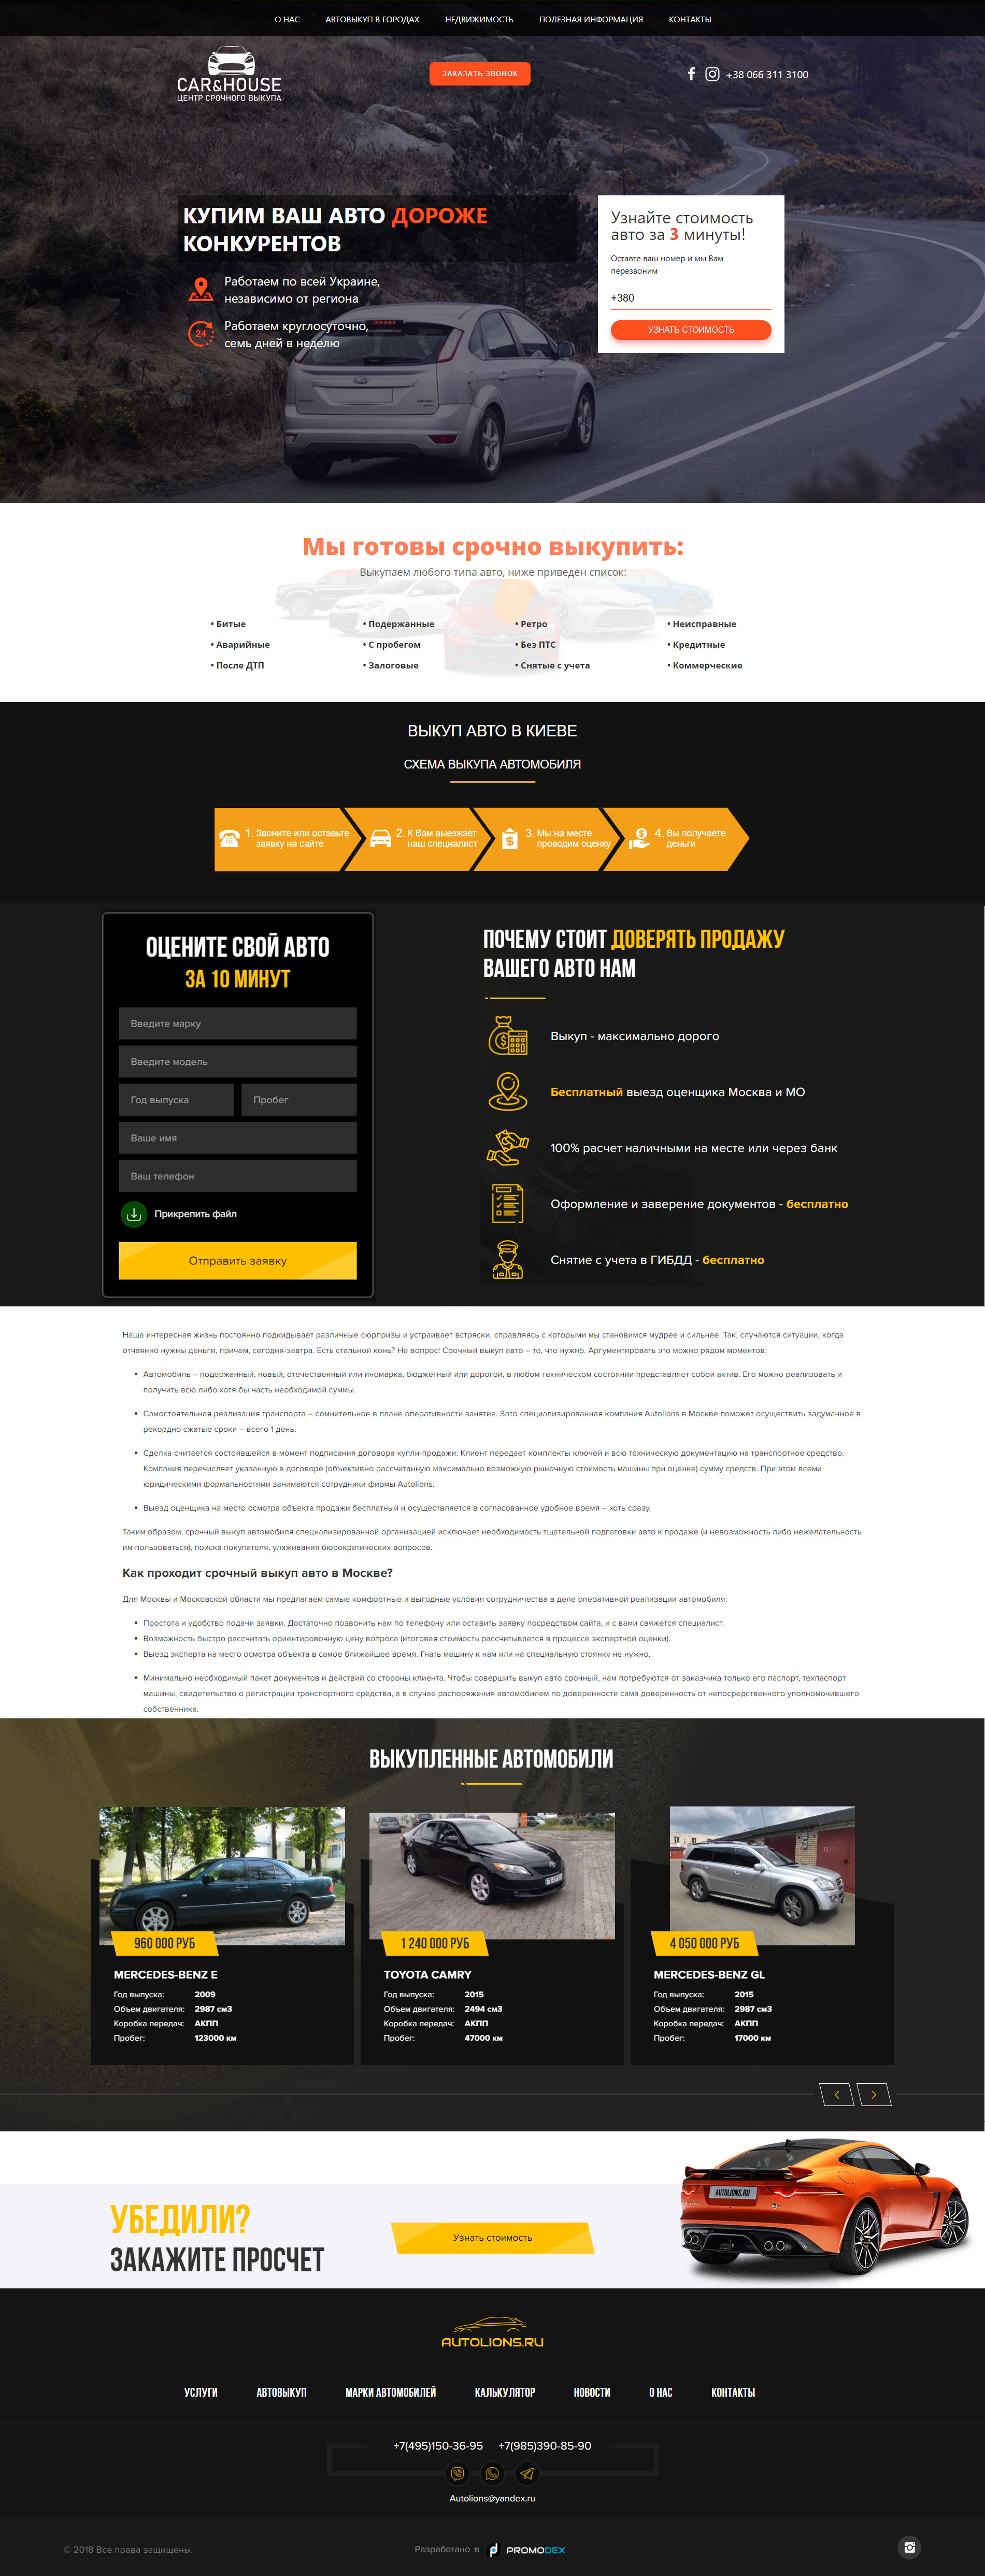 О НАС АВТОВЫКУП В ГОРОДАХ НЕДВИЖИМОСТЬ ПОЛЕЗНАЯ ИНФОРМАЦИЯ КОНТАКТЫ
CAR&HOUSE
ЦЕНТР СРОЧНОГО ВЫКУПА
ЗАКАЗАТЬ ЗВОНОК
+38 066 311 3100
КУПИМ ВАШ АВТО ДОРОЖЕ
КОНКУРЕНТОВ
Работаем по всей Украине,
независимо от региона
24
Работаем круглосуточно,
семь дней в неделю
Узнайте стоимость
авто за 3 минуты!
Оставте ваш номер и мы Вам
перезвоним
+380
УЗНАТЬ СТОИМОСТЬ
Мы готовы срочно выкупить:
Выкупаем любого типа авто, ниже приведен список:
• Битые • Подержанные • Ретро • Неисправные
• Аварийные • С пробегом • Без ПТС • Кредитные
• После ДТП • Залоговые • Снятые с учета • Коммерческие
ВЫКУП АВТО В КИЕВЕ
СХЕМА ВЫКУПА АВТОМОБИЛЯ
1. Звоните или оставьте
заявку на сайте
2. К Вам выезжает
наш специалист
3. Мы на месте
проводим оценку
4. Вы получаете
деньги
ОЦЕНИТЕ СВОЙ АВТО
ЗА 10 МИНУТ
Введите марку
Введите модель
Год выпуска Пробег
Ваше имя
Ваш телефон
Прикрепить файл
Отправить заявку
ПОЧЕМУ СТОИТ ДОВЕРЯТЬ ПРОДАЖУ
ВАШЕГО АВТО НАМ
Выкуп - максимально дорого
Бесплатный выезд оценщика Москва и МО
100% расчет наличными на месте или через банк
Оформление и заверение документов - бесплатно
Снятие с учета в ГИБДД - бесплатно
Наша интересная жизнь постоянно подкидывает различные сюрпризы и устраивает встряски, справляясь с которыми мы становимся мудрее и сильнее. Так, случаются ситуации, когда
отчаянно нужны деньги, причем, сегодня-завтра. Есть стальной конь? Не вопрос! Срочный выкуп авто – то, что нужно. Аргументировать это можно рядом моментов:
• Автомобиль – подержанный, новый, отечественный или иномарка, бюджетный или дорогой, в любом техническом состоянии представляет собой актив. Его можно реализовать и
получить всю либо хотя бы часть необходимой суммы.
• Самостоятельная реализация транспорта – сомнительное в плане оперативности занятие. Зато специализированная компания Autolions в Москве поможет осуществить задуманное в
рекордно сжатые сроки – всего 1 день.
• Сделка считается состоявшейся в момент подписания договора купли-продажи. Клиент передает комплекты ключей и всю техническую документацию на транспортное средство.
Компания перечисляет указанную в договоре (объективно рассчитанную максимально возможную рыночную стоимость машины при оценке) сумму средств. При этом всеми
юридическими формальностями занимаются сотрудники фирмы Autolions.
• Выезд оценщика на место осмотра объекта продажи бесплатный и осуществляется в согласованное удобное время – хоть сразу.
Таким образом, срочный выкуп автомобиля специализированной организацией исключает необходимость тщательной подготовки авто к продаже (и невозможность либо нежелательность
им пользоваться), поиска покупателя, улаживания бюрократических вопросов.
Как проходит срочный выкуп авто в Москве?
Для Москвы и Московской области мы предлагаем самые комфортные и выгодные условия сотрудничества в деле оперативной реализации автомобиля:
• Простота и удобство подачи заявки. Достаточно позвонить нам по телефону или оставить заявку посредством сайта, и с вами свяжется специалист.
• Возможность быстро рассчитать ориентировочную цену вопроса (итоговая стоимость рассчитывается в процессе экспертной оценки).
• Выезд эксперта на место осмотра объекта в самое ближайшее время. Гнать машину к нам или на специальную стоянку не нужно.
• Минимально необходимый пакет документов и действий со стороны клиента. Чтобы совершить выкуп авто срочный, нам потребуются от заказчика только его паспорт, техпаспорт
машины, свидетельство о регистрации транспортного средства, а в случае распоряжения автомобилем по доверенности сама доверенность от непосредственного уполномочившего
собственника.
ВЫКУПЛЕННЫЕ АВТОМОБИЛИ
960 000 РУБ
MERCEDES-BENZ E
Год выпуска: 2009
Объем двигателя: 2987 см3
Коробка передач: АКПП
Пробег: 123000 км
1 240 000 РУБ
TOYOTA CAMRY
Год выпуска: 2015
Объем двигателя: 2494 см3
Коробка передач: АКПП
Пробег: 47000 км
4 050 000 РУБ
MERCEDES-BENZ GL
Год выпуска: 2015
Объем двигателя: 2987 см3
Коробка передач: АКПП
Пробег: 17000 км
УБЕДИЛИ?
ЗАКАЖИТЕ ПРОСЧЕТ
Узнать стоимость
AUTOLIONS.RU
AUTOLIONS.RU
УСЛУГИ АВТОВЫКУП МАРКИ АВТОМОБИЛЕЙ КАЛЬКУЛЯТОР НОВОСТИ О НАС КОНТАКТЫ
+7(495)150-36-95 +7(985)390-85-90
Autolions@yandex.ru
© 2018 Все права защищены.
Разработано в PROMODEX